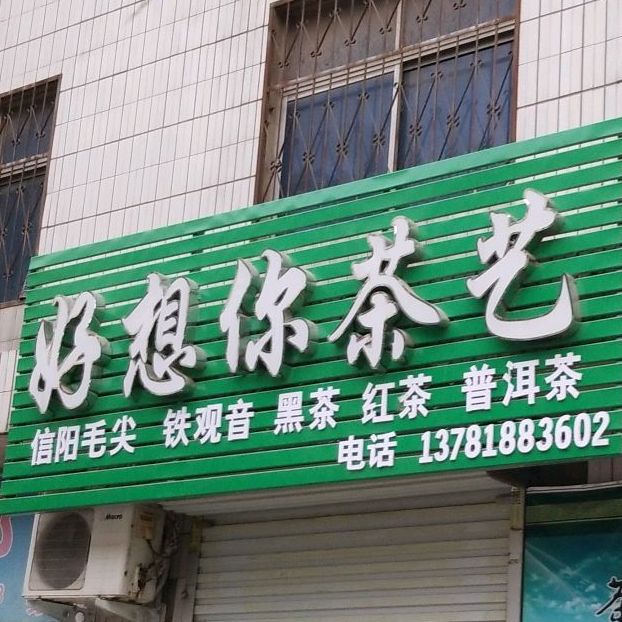 好想你茶艺
信阳毛尖 铁观音 黑茶 红茶 普洱茶
电话 13781883602